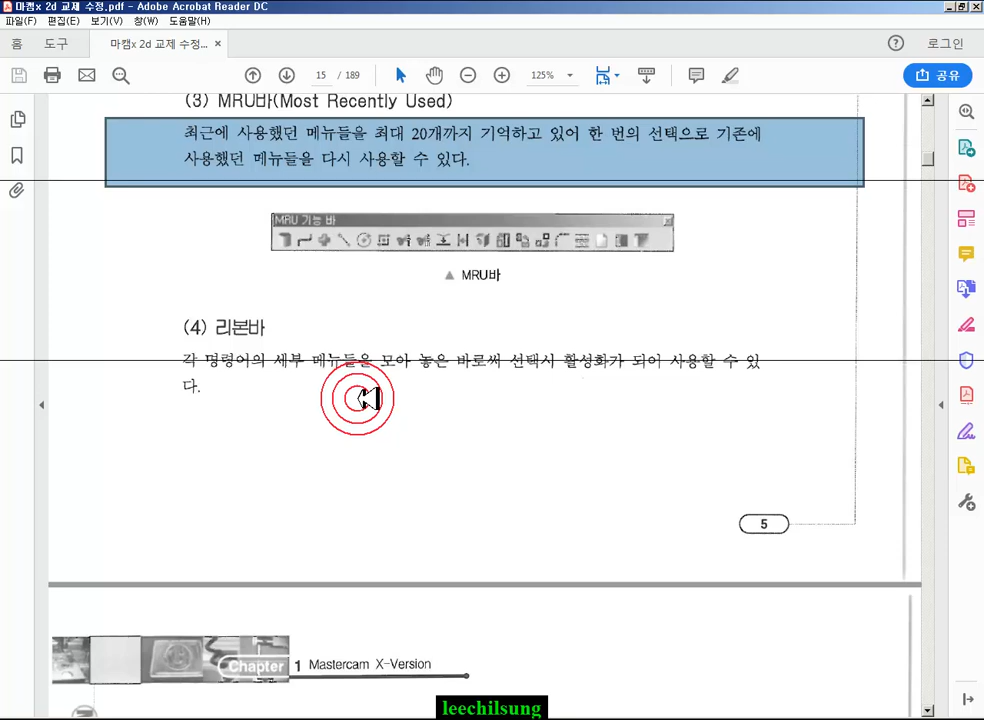 마캠x 2d 교제 수정.pdf - Adobe Acrobat Reader DC
파일(F) 편집(E) 보기(V) 창(W) 도움말(H)
홈 도구 마캠x 2d 교제 수정... × 로그인
15 / 189 125% 공유
(3) MRU바(Most Recently Used)
최근에 사용했던 메뉴들을 최대 20개까지 기억하고 있어 한 번의 선택으로 기존에
사용했던 메뉴들을 다시 사용할 수 있다.
MRU 기능 바
▲ MRU바
(4) 리본바
각 명령어의 세부 메뉴들을 모아 놓은 바로써 선택시 활성화가 되어 사용할 수 있
다.
5
Chapter 1 Mastercam X-Version
leechilsung